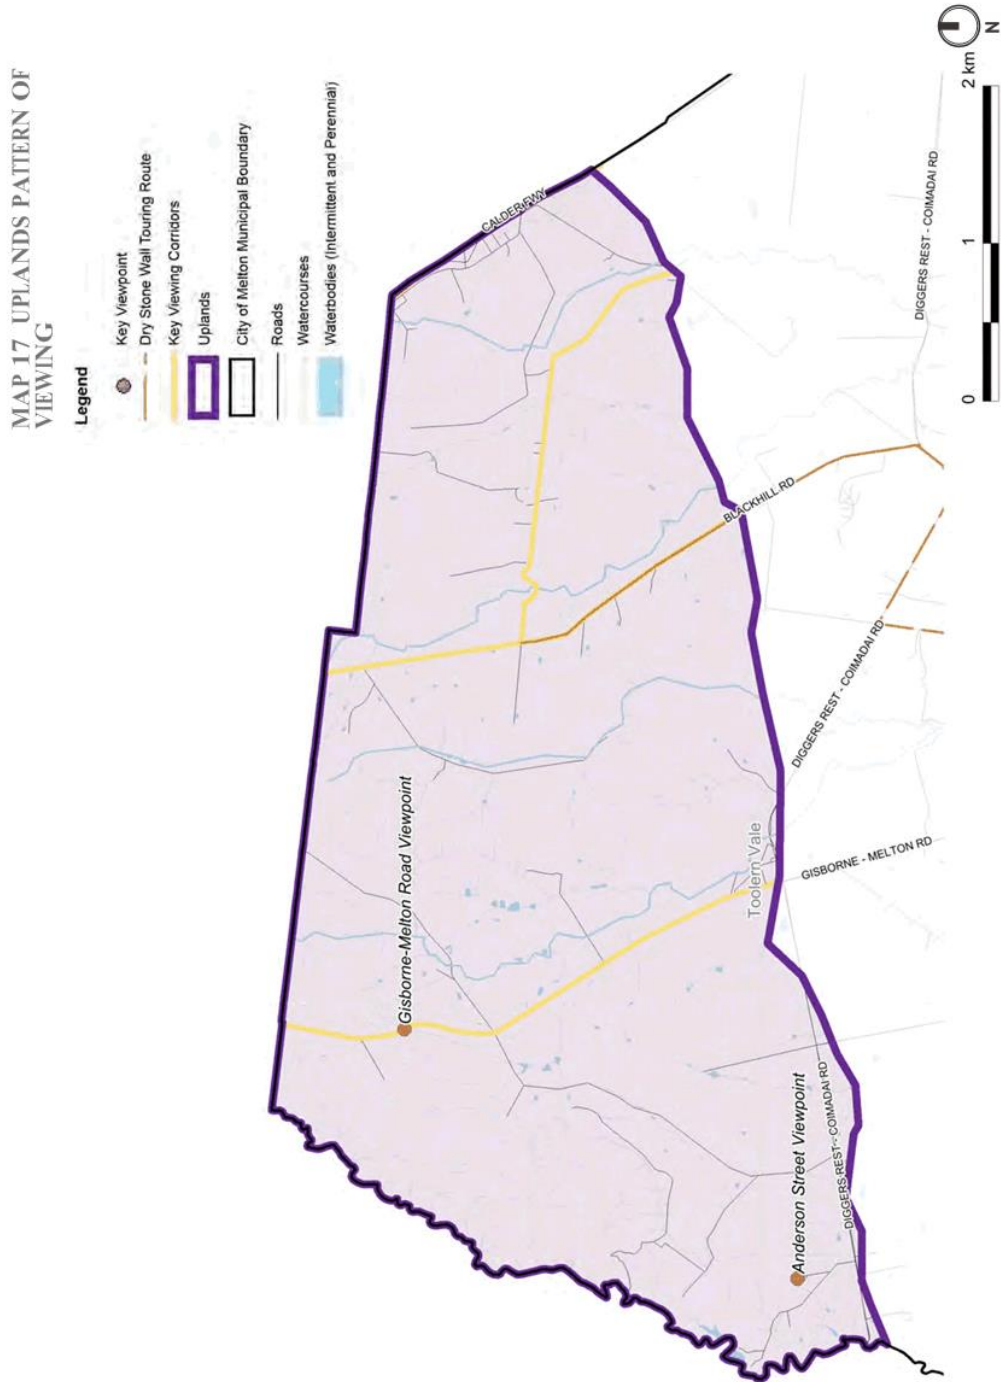 MAP 17 UPLANDS PATTERN OF
VIEWING
Legend
Key Viewpoint
Dry Stone Wall Touring Route
Key Viewing Corridors
Uplands
City of Melton Municipal Boundary
Roads
Watercourses
Waterbodies (Intermittent and Perennial)
CALDER FWY
Gisborne-Melton Road Viewpoint
BLACKHILL RD
DIGGERS REST - COIMADAI RD
Toolern Vale
DIGGERS REST - COIMADAI RD
GISBORNE - MELTON RD
Anderson Street Viewpoint
DIGGERS REST - COIMADAI RD
0 1 2 km
N